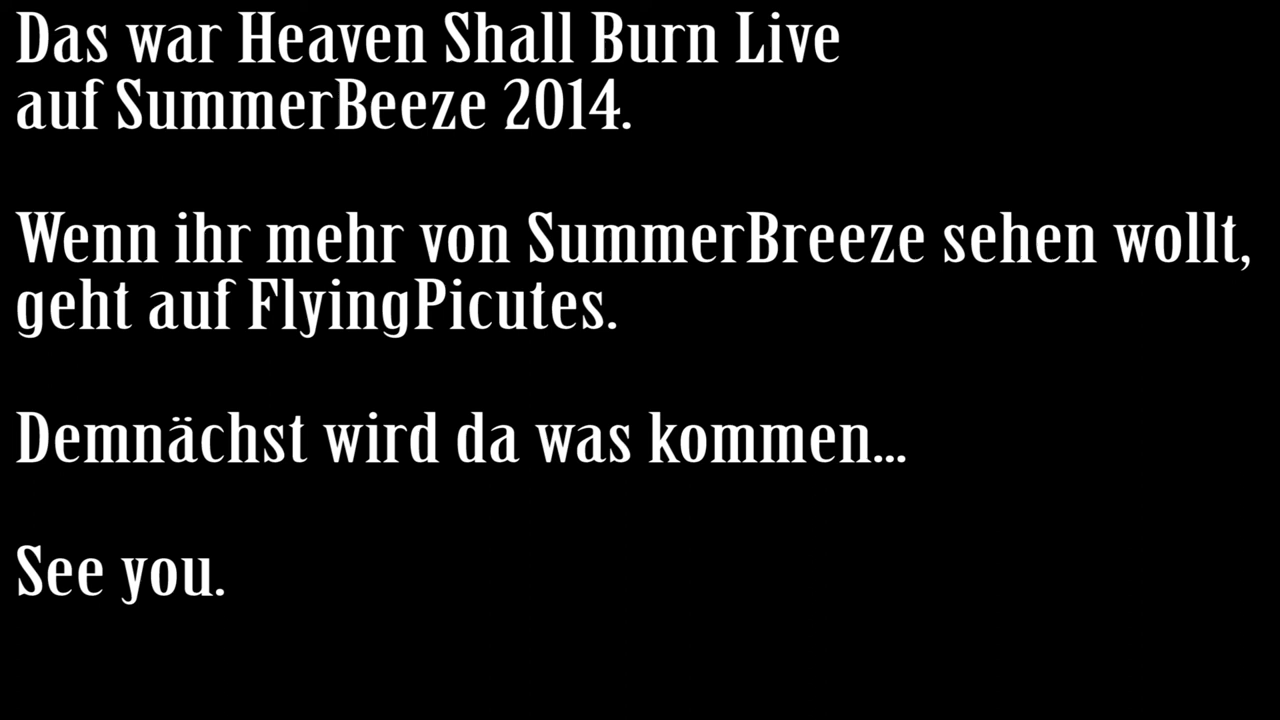 Das war Heaven Shall Burn Live
auf SummerBeeze 2014.
Wenn ihr mehr von SummerBreeze sehen wollt,
geht auf FlyingPicutes.
Demnächst wird da was kommen...
See you.